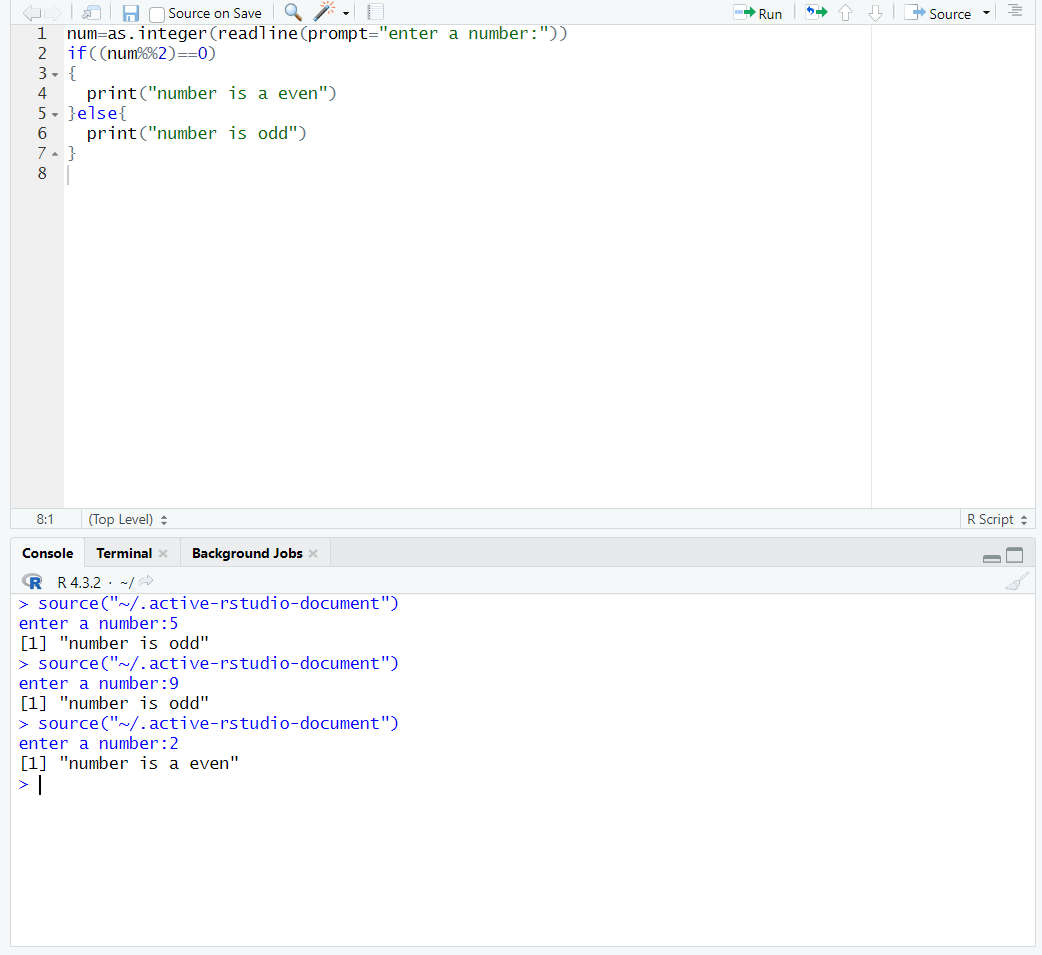 Source on Save Run Source
1 num=as.integer(readline(prompt="enter a number:"))
2 if((num%%2)==0)
3 {
4   print("number is a even")
5 }else{
6   print("number is odd")
7 }
8
8:1 (Top Level) R Script
Console Terminal Background Jobs
R R 4.3.2 · ~/
> source("~/.active-rstudio-document")
enter a number:5
[1] "number is odd"
> source("~/.active-rstudio-document")
enter a number:9
[1] "number is odd"
> source("~/.active-rstudio-document")
enter a number:2
[1] "number is a even"
>